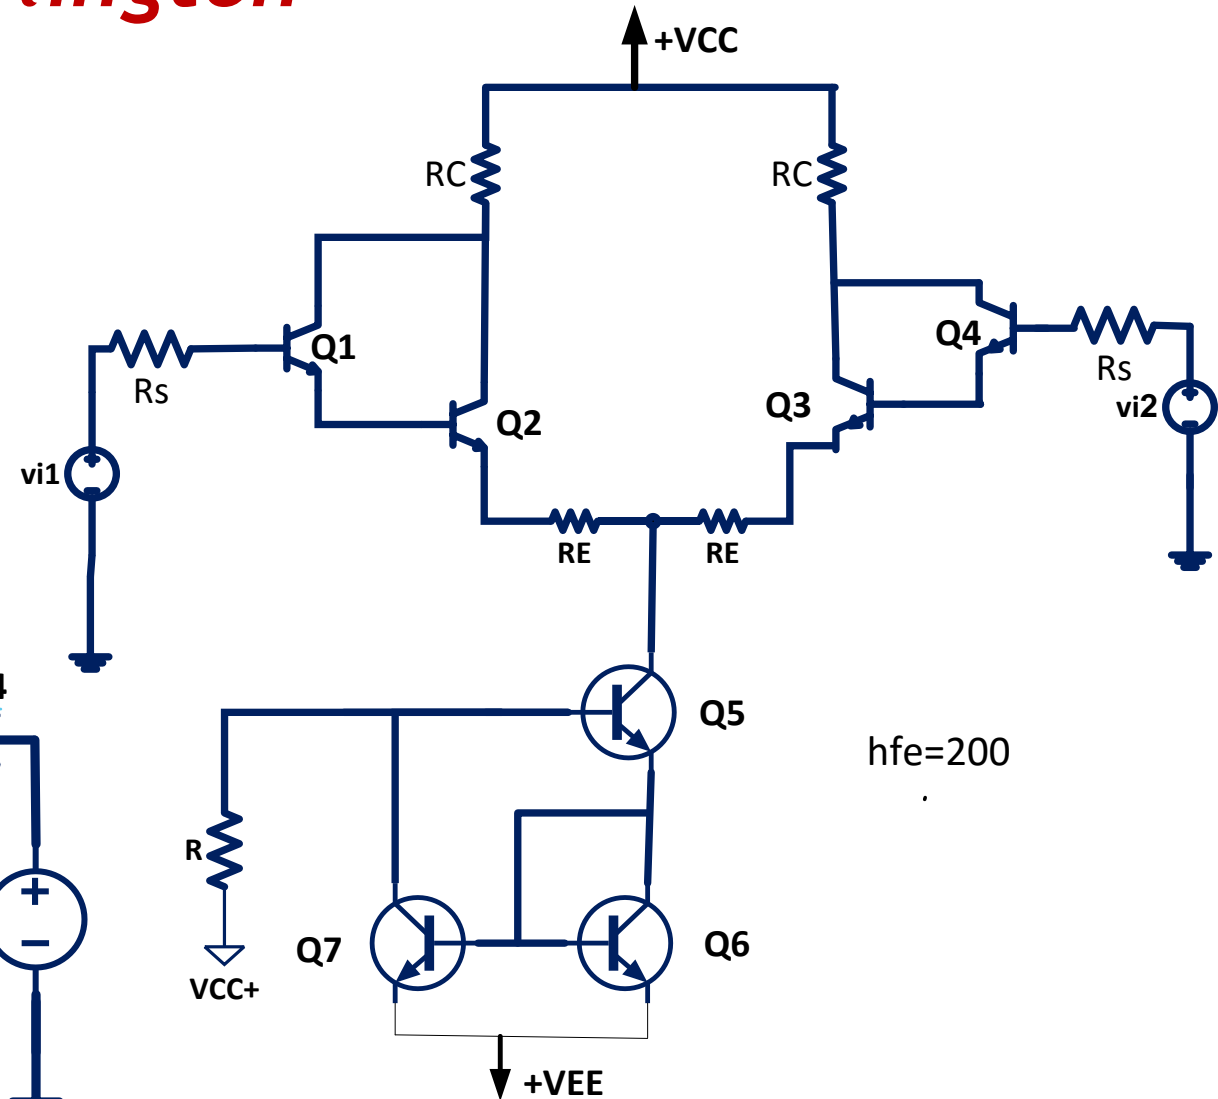 +VCC
RC
RC
Q1
Q4
Rs
Rs
Q3
Q2
vi2
vi1
RE
RE
4
Q5
hfe=200
.
R
+
−
Q7
Q6
VCC+
+VEE